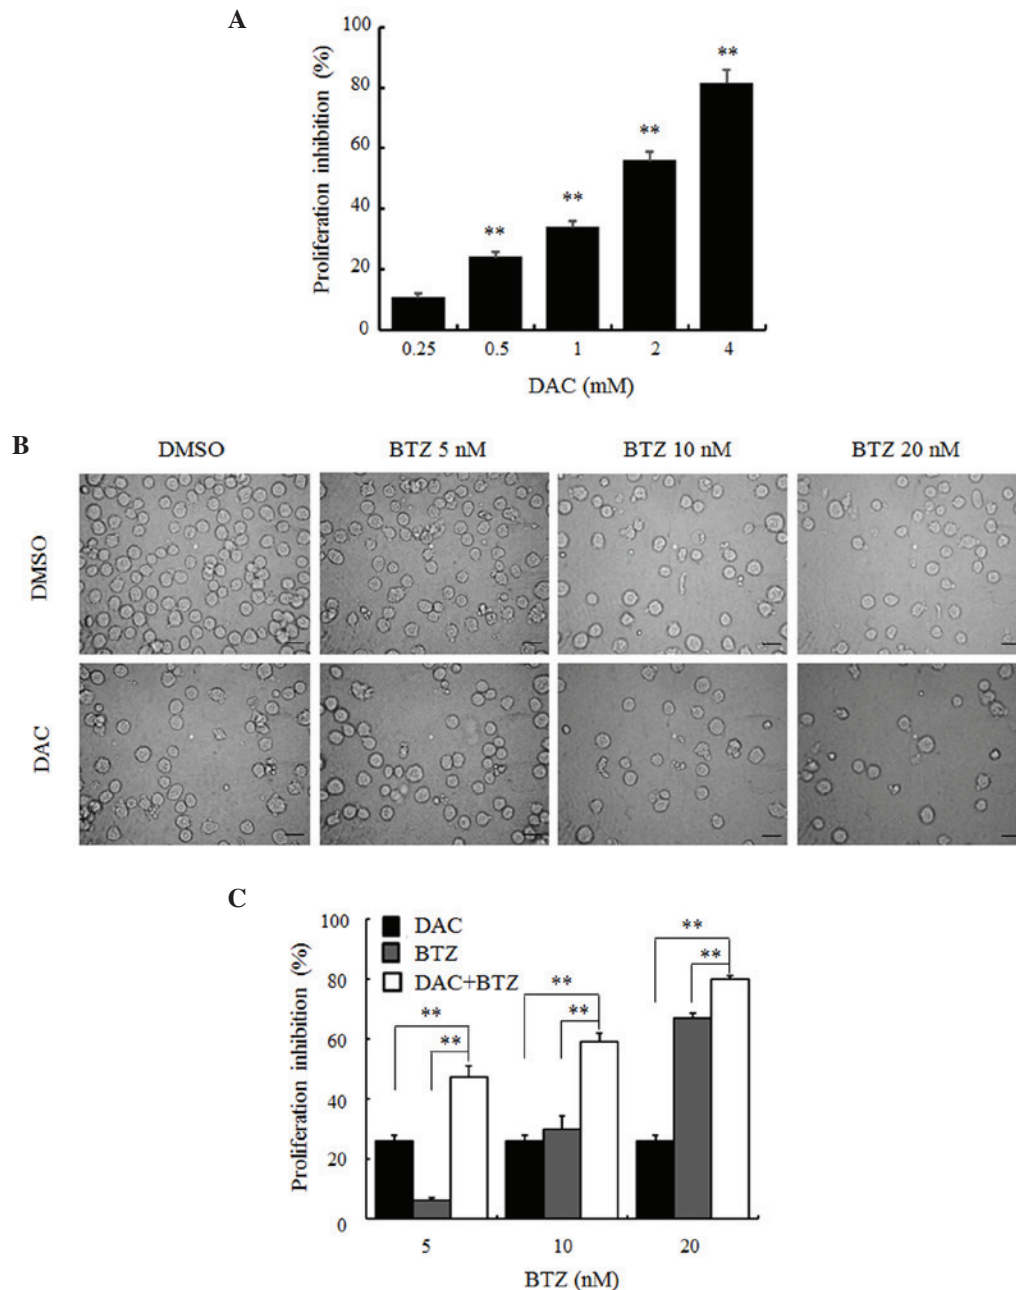 A
Proliferation inhibition (%)
100
80
60
40
20
0
**
**
**
**
0.25 0.5 1 2 4
DAC (mM)
B
DMSO BTZ 5 nM BTZ 10 nM BTZ 20 nM
DMSO
DAC
C
Proliferation inhibition (%)
100
80
60
40
20
0
DAC
BTZ
DAC+BTZ
** **
** **
** **
5 10 20
BTZ (nM)